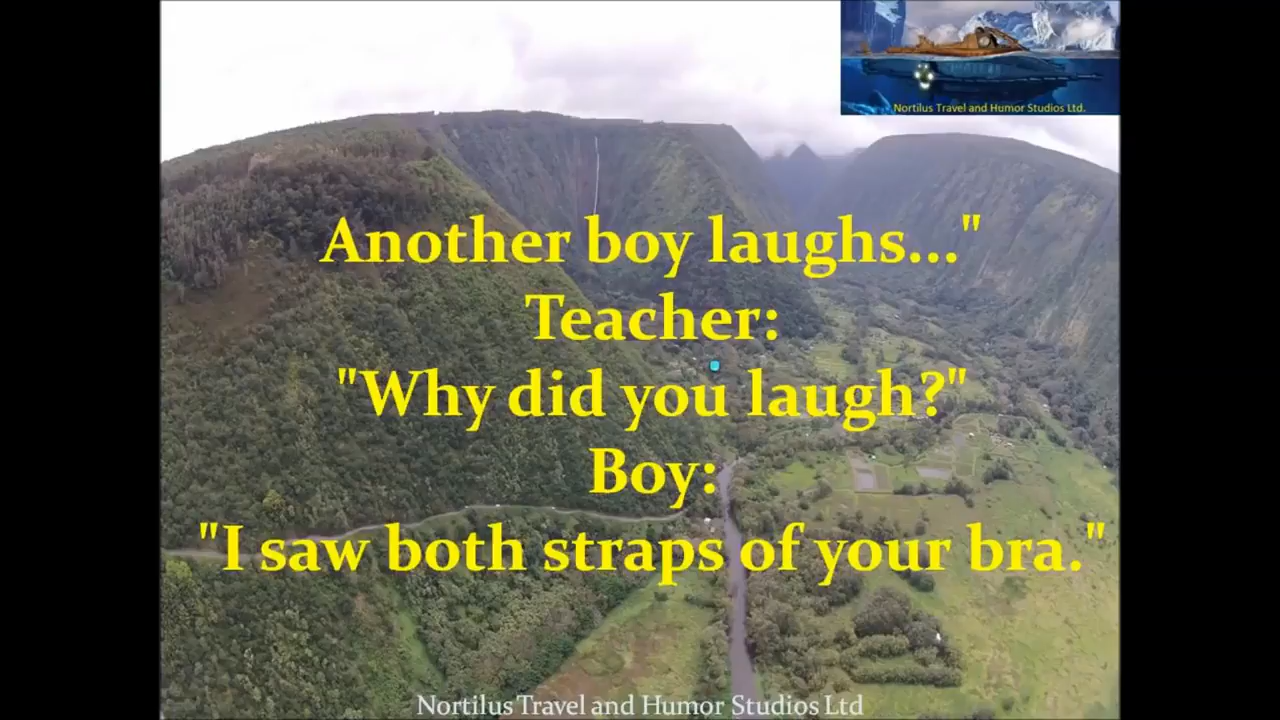 Nortilus Travel and Humor Studios Ltd.
Another boy laughs..."
Teacher:
"Why did you laugh?"
Boy:
"I saw both straps of your bra."
Nortilus Travel and Humor Studios Ltd